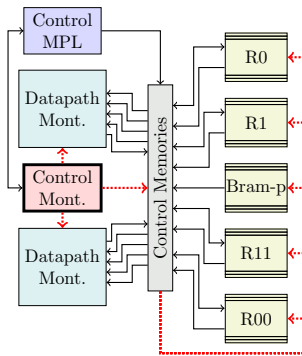 Control
MPL
Datapath
Mont.
Control
Mont.
Datapath
Mont.
Control Memories
R0
R1
Bram-p
R11
R00